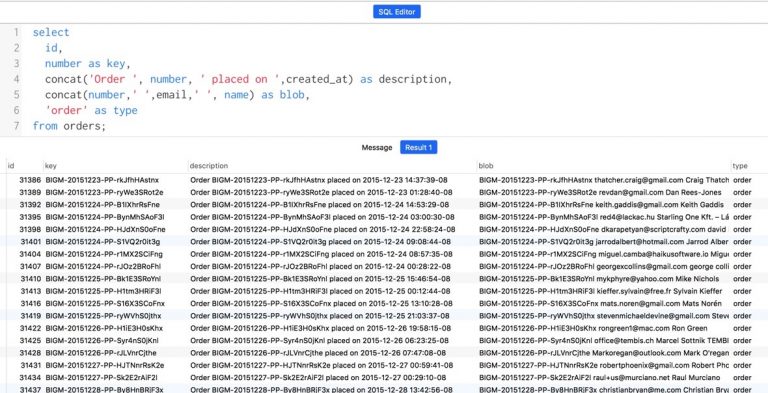 SQL Editor
1 select
2 id,
3 number as key,
4 concat('Order ', number, ' placed on ',created_at) as description,
5 concat(number,' ',email,' ', name) as blob,
6 'order' as type
7 from orders;
Message Result 1
id key description blob type
31386 BIGM-20151223-PP-rkJfhHAstnx Order BIGM-20151223-PP-rkJfhHAstnx placed on 2015-12-23 14:37:39-08 BIGM-20151223-PP-rkJfhHAstnx thatcher.craig@gmail.com Craig Thatch order
31389 BIGM-20151223-PP-ryWe3SRot2e Order BIGM-20151223-PP-ryWe3SRot2e placed on 2015-12-23 01:28:40-08 BIGM-20151223-PP-ryWe3SRot2e revdan@gmail.com Dan Rees-Jones order
31392 BIGM-20151224-PP-B1IXhrRsFne Order BIGM-20151224-PP-B1IXhrRsFne placed on 2015-12-24 14:53:29-08 BIGM-20151224-PP-B1IXhrRsFne keith.gaddis@gmail.com Keith Gaddis order
31395 BIGM-20151224-PP-BynMhSAoF3I Order BIGM-20151224-PP-BynMhSAoF3I placed on 2015-12-24 03:00:30-08 BIGM-20151224-PP-BynMhSAoF3I red4@lackac.hu Starling One Kft. – Lá order
31398 BIGM-20151224-PP-HJdXnS0oFne Order BIGM-20151224-PP-HJdXnS0oFne placed on 2015-12-24 22:58:24-08 BIGM-20151224-PP-HJdXnS0oFne dkarapetyan@scriptcrafty.com david order
31401 BIGM-20151224-PP-S1VQ2r0it3g Order BIGM-20151224-PP-S1VQ2r0it3g placed on 2015-12-24 09:08:44-08 BIGM-20151224-PP-S1VQ2r0it3g jarrodalbert@hotmail.com Jarrod Alber order
31404 BIGM-20151224-PP-r1MX2SCiFng Order BIGM-20151224-PP-r1MX2SCiFng placed on 2015-12-24 08:57:35-08 BIGM-20151224-PP-r1MX2SCiFng miguel.camba@haikusoftware.io Migu order
31407 BIGM-20151224-PP-rJOz2BRoFhI Order BIGM-20151224-PP-rJOz2BRoFhI placed on 2015-12-24 00:28:22-08 BIGM-20151224-PP-rJOz2BRoFhI georgexcollins@gmail.com george colli order
31410 BIGM-20151225-PP-Bk1E3SRoYnI Order BIGM-20151225-PP-Bk1E3SRoYnI placed on 2015-12-25 15:46:54-08 BIGM-20151225-PP-Bk1E3SRoYnI mykphyre@yahoo.com Mike Nichols order
31413 BIGM-20151225-PP-H1tm3HRiF3I Order BIGM-20151225-PP-H1tm3HRiF3I placed on 2015-12-25 00:12:44-08 BIGM-20151225-PP-H1tm3HRiF3I kieffer.sylvain@free.fr Sylvain Kieffer order
31416 BIGM-20151225-PP-S16X3SCoFnx Order BIGM-20151225-PP-S16X3SCoFnx placed on 2015-12-25 13:10:28-08 BIGM-20151225-PP-S16X3SCoFnx mats.noren@gmail.com Mats Norén order
31419 BIGM-20151225-PP-ryWVhS0jthx Order BIGM-20151225-PP-ryWVhS0jthx placed on 2015-12-25 21:03:37-08 BIGM-20151225-PP-ryWVhS0jthx stevenmichaeldevine@gmail.com St order
31422 BIGM-20151226-PP-H1iE3H0sKhx Order BIGM-20151226-PP-H1iE3H0sKhx placed on 2015-12-26 19:58:15-08 BIGM-20151226-PP-H1iE3H0sKhx rongreen1@mac.com Ron Green order
31425 BIGM-20151226-PP-Syr4nS0jKnI Order BIGM-20151226-PP-Syr4nS0jKnI placed on 2015-12-26 06:23:25-08 BIGM-20151226-PP-Syr4nS0jKnI office@tembis.ch Marcel Sottnik TEMBI order
31428 BIGM-20151226-PP-rJLVnrCjthe Order BIGM-20151226-PP-rJLVnrCjthe placed on 2015-12-26 07:47:08-08 BIGM-20151226-PP-rJLVnrCjthe Markoregan@outlook.com Mark O'regan order
31431 BIGM-20151227-PP-HJTNnrRsK2e Order BIGM-20151227-PP-HJTNnrRsK2e placed on 2015-12-27 00:59:41-08 BIGM-20151227-PP-HJTNnrRsK2e robertphoenix@gmail.com Robert Pho order
31434 BIGM-20151227-PP-Sk2E2rAiF2I Order BIGM-20151227-PP-Sk2E2rAiF2I placed on 2015-12-27 00:29:10-08 BIGM-20151227-PP-Sk2E2rAiF2I raul+us@murciano.net Raul Murciano order
31437 BIGM-20151228-PP-By8HnBRiF3x Order BIGM-20151228-PP-By8HnBRiF3x placed on 2015-12-28 13:42:56-08 BIGM-20151228-PP-By8HnBRiF3x christianbryan@me.com Christian Bry order